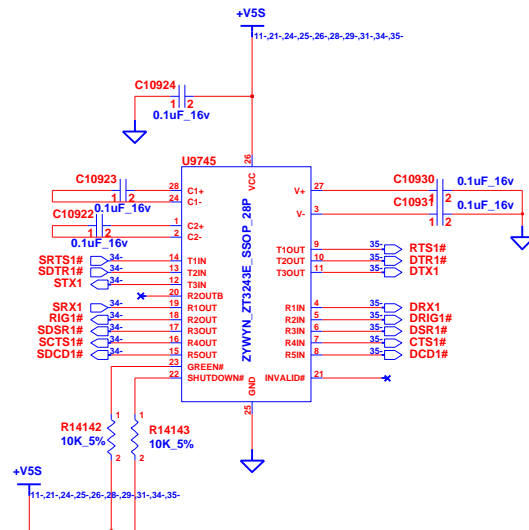 +V5S
11-,21-,24-,25-,26-,28-,29-,31-,34-,35-
C10924
1 2
0.1uF_16v
U9745
26
VCC
C10923
1 2
0.1uF_16v
28 C1+
24 C1-
C10922
1 2
0.1uF_16v
1 C2+
2 C2-
V+ 27
V- 3
C10930
0.1uF_16v
1 2
C10931
0.1uF_16v
1 2
ZYWYN_ZT3243E_SSOP_28P
SRTS1# 34- 14 T1IN
SDTR1# 34- 13 T2IN
STX1 34- 12 T3IN
20 R2OUTB
SRX1 34- 19 R1OUT
RIG1# 34- 18 R2OUT
SDSR1# 34- 17 R3OUT
SCTS1# 34- 16 R4OUT
SDCD1# 34- 15 R5OUT
23 GREEN#
22 SHUTDOWN#
T1OUT 9 35- RTS1#
T2OUT 10 35- DTR1#
T3OUT 11 35- DTX1
R1IN 4 35- DRX1
R2IN 5 35- DRIG1#
R3IN 6 35- DSR1#
R4IN 7 35- CTS1#
R5IN 8 35- DCD1#
INVALID# 21
GND
25
1
R14142
10K_5%
2
1
R14143
10K_5%
2
+V5S
11-,21-,24-,25-,26-,28-,29-,31-,34-,35-